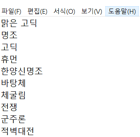 파일(F) 편집(E) 서식(O) 보기(V) 도움말(H)
맑은 고딕
명조
고딕
휴먼
한양신명조
바탕체
체굴림
전쟁
군주론
적벽대전